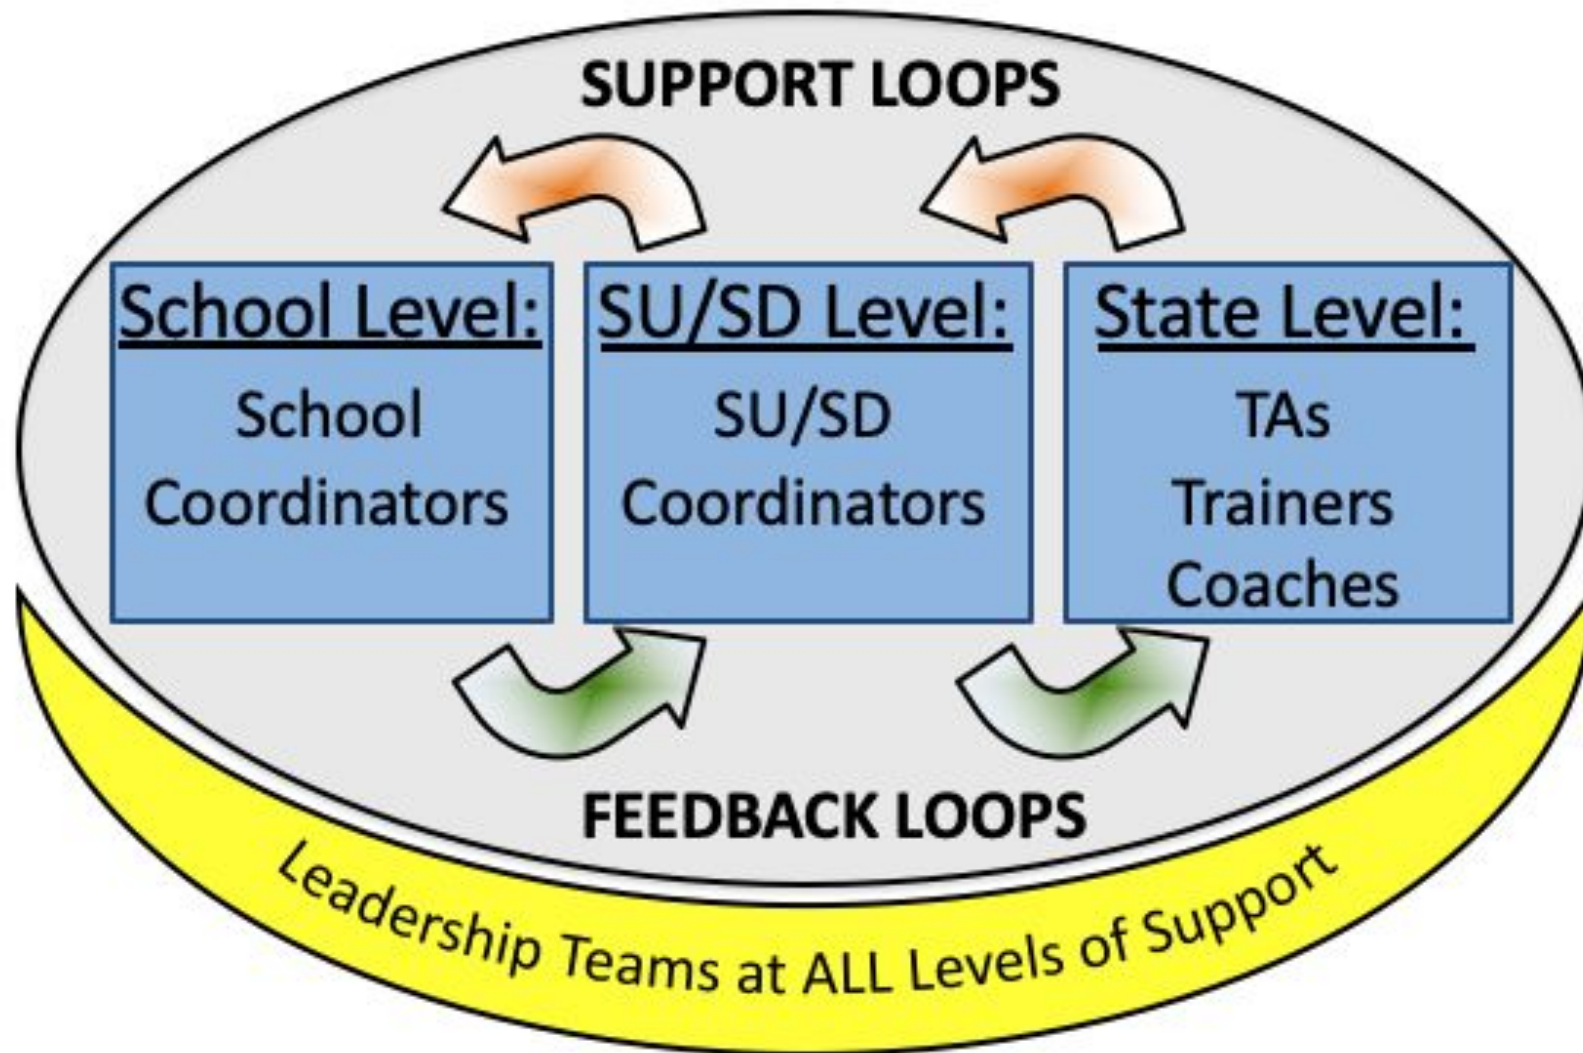 SUPPORT LOOPS
School Level:
School
Coordinators
SU/SD Level:
SU/SD
Coordinators
State Level:
TAs
Trainers
Coaches
FEEDBACK LOOPS
Leadership Teams at ALL Levels of Support